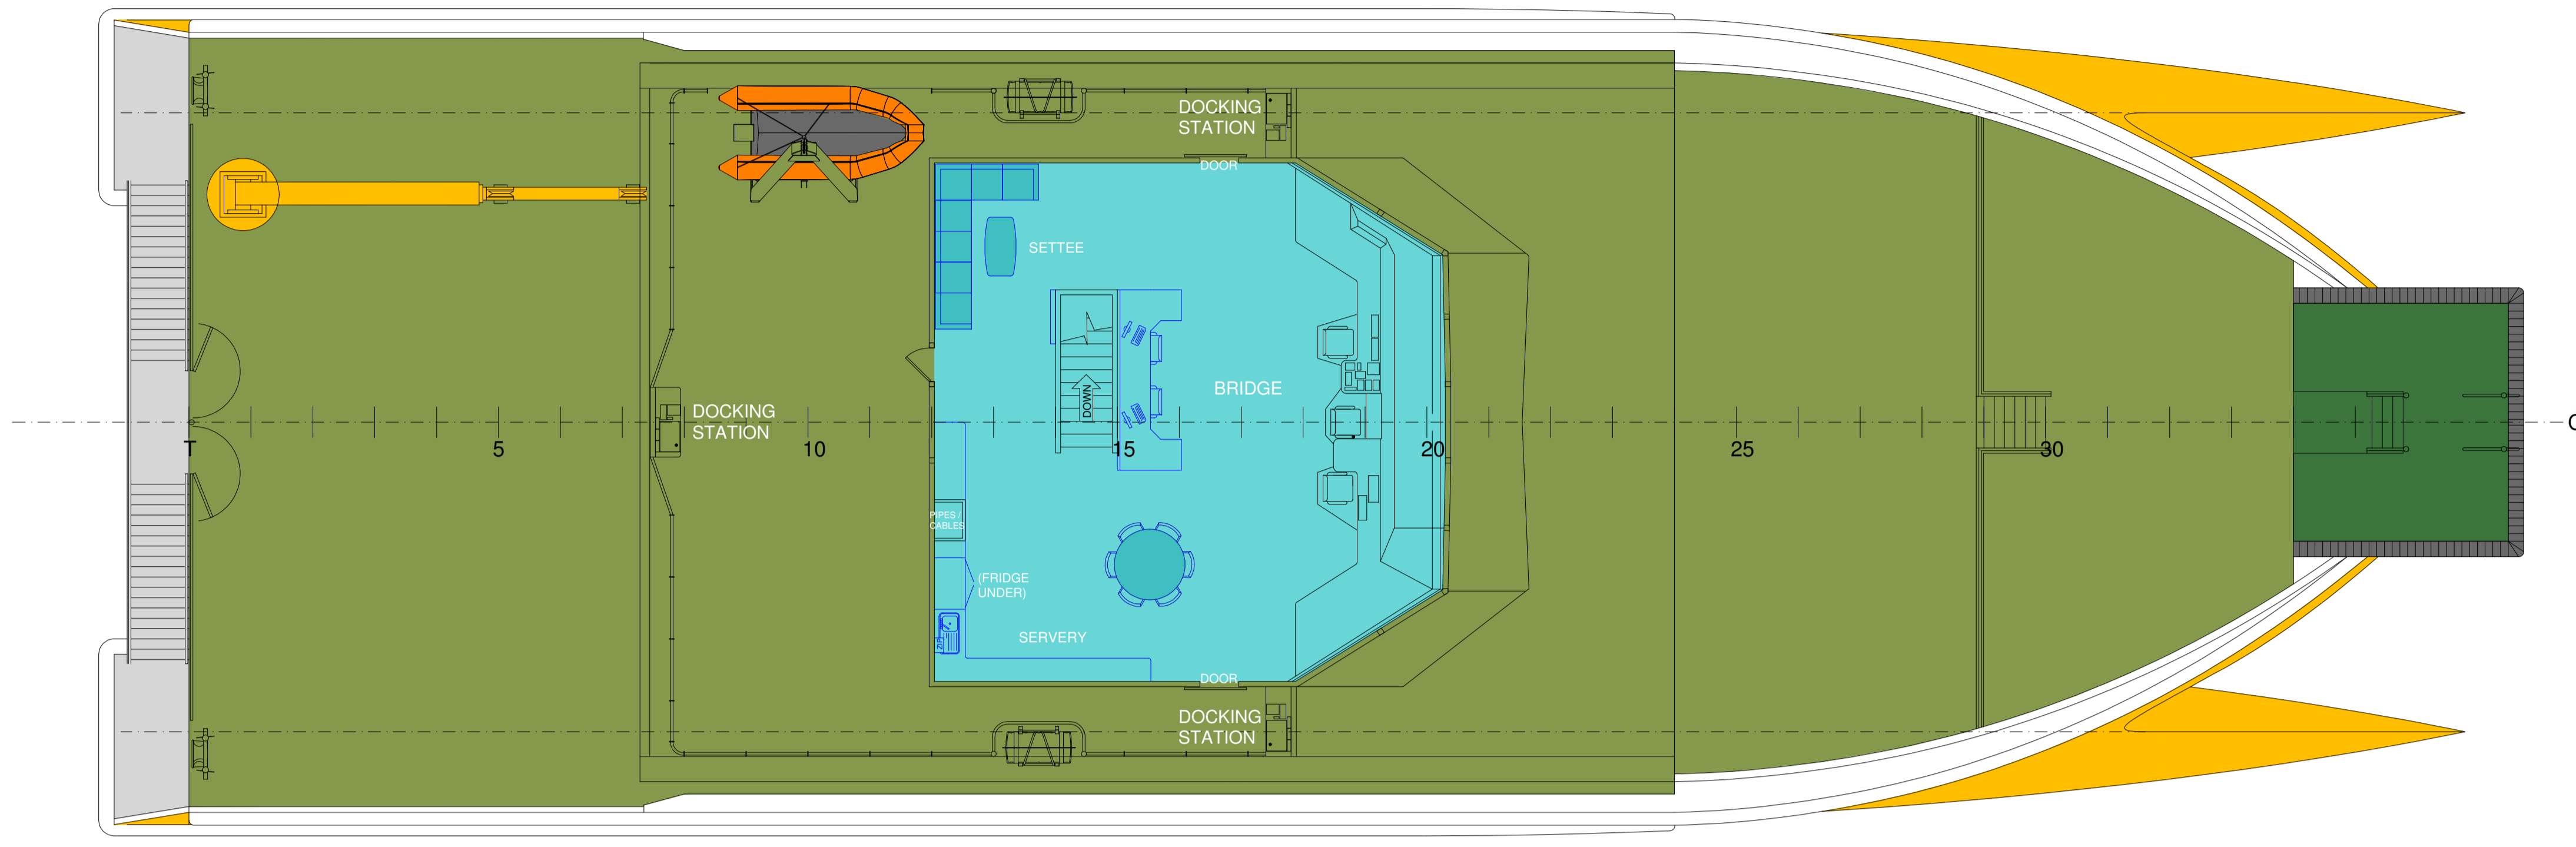 DOCKING
STATION
DOOR
SETTEE
BRIDGE
DOWN
DOCKING
STATION
T
5
10
15
20
25
30
C
PIPES /
CABLES
(FRIDGE
UNDER)
ZIP
SERVERY
DOOR
DOCKING
STATION